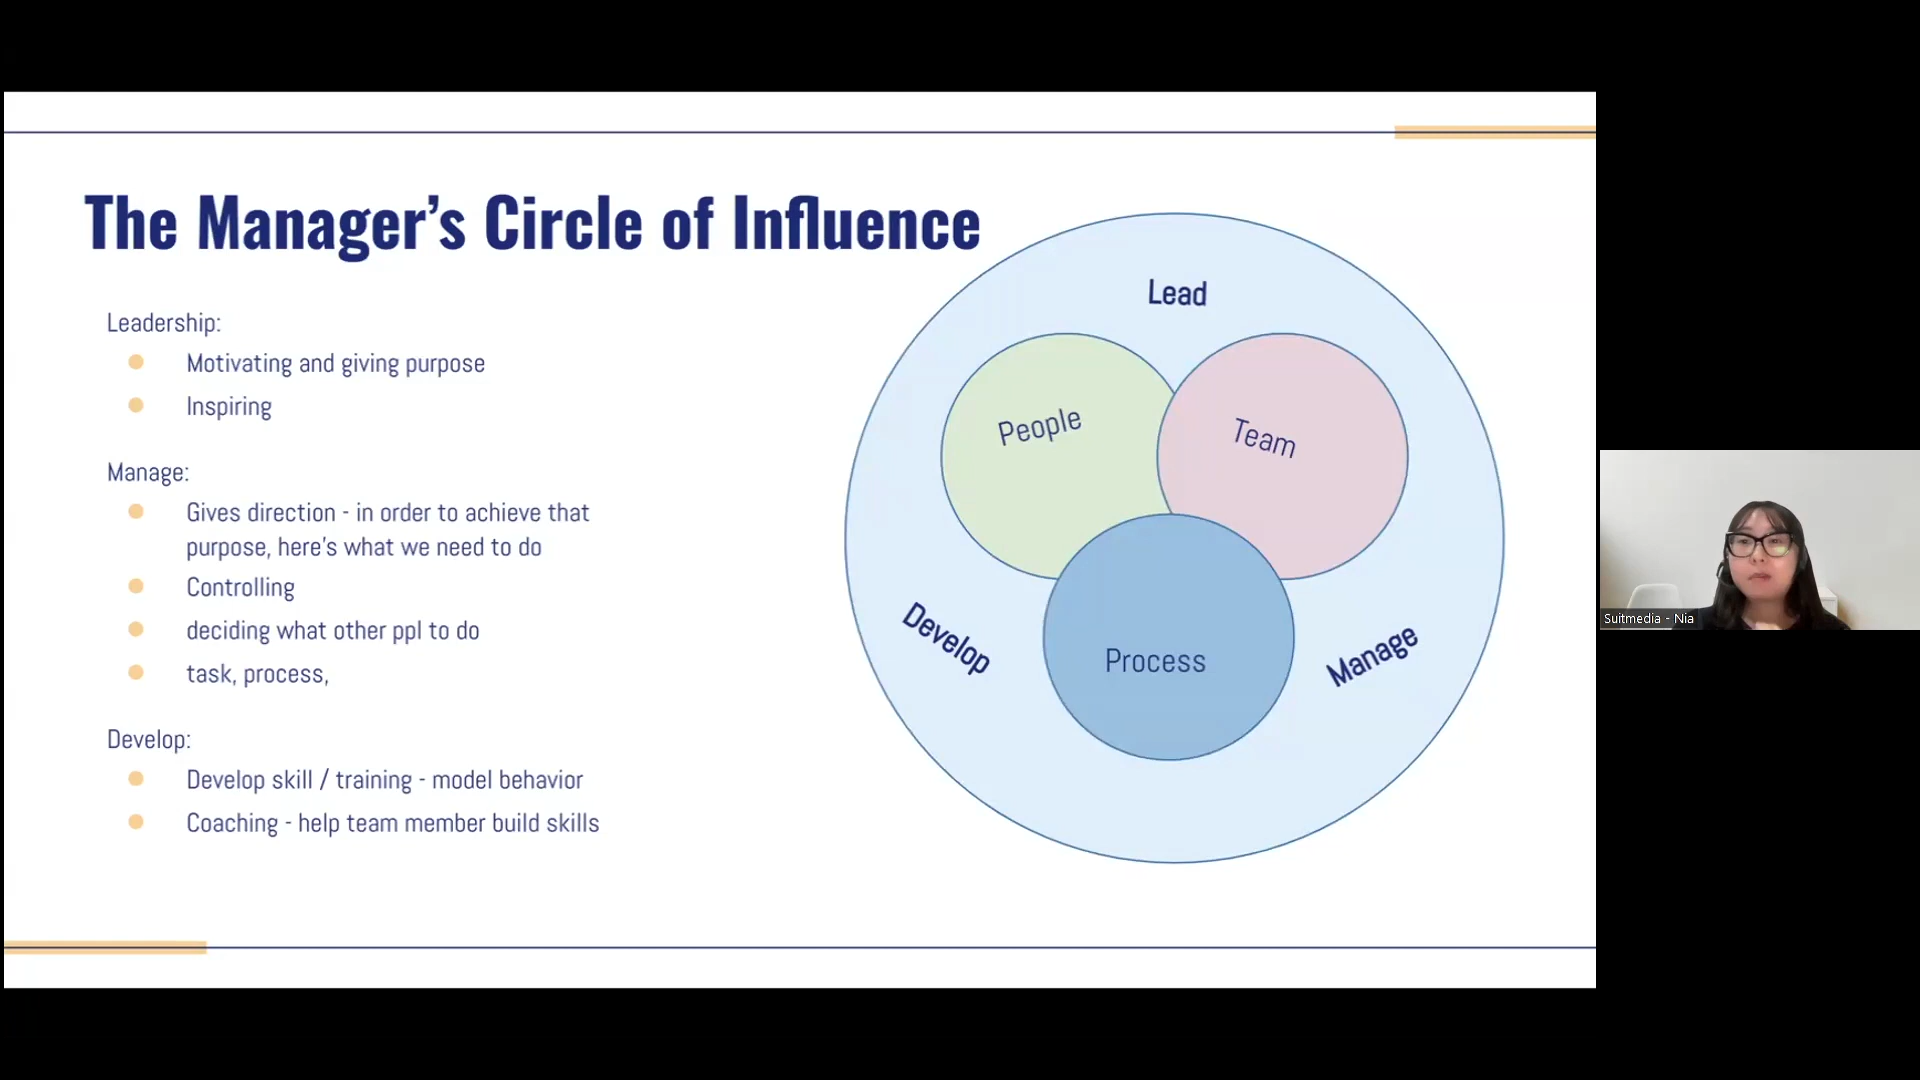 The Manager’s Circle of Influence
Leadership:
Motivating and giving purpose
Inspiring
Manage:
Gives direction - in order to achieve that
purpose, here’s what we need to do
Controlling
deciding what other ppl to do
task, process,
Develop:
Develop skill / training - model behavior
Coaching - help team member build skills
Lead
People
Team
Develop
Process
Manage
Suitmedia - Nia